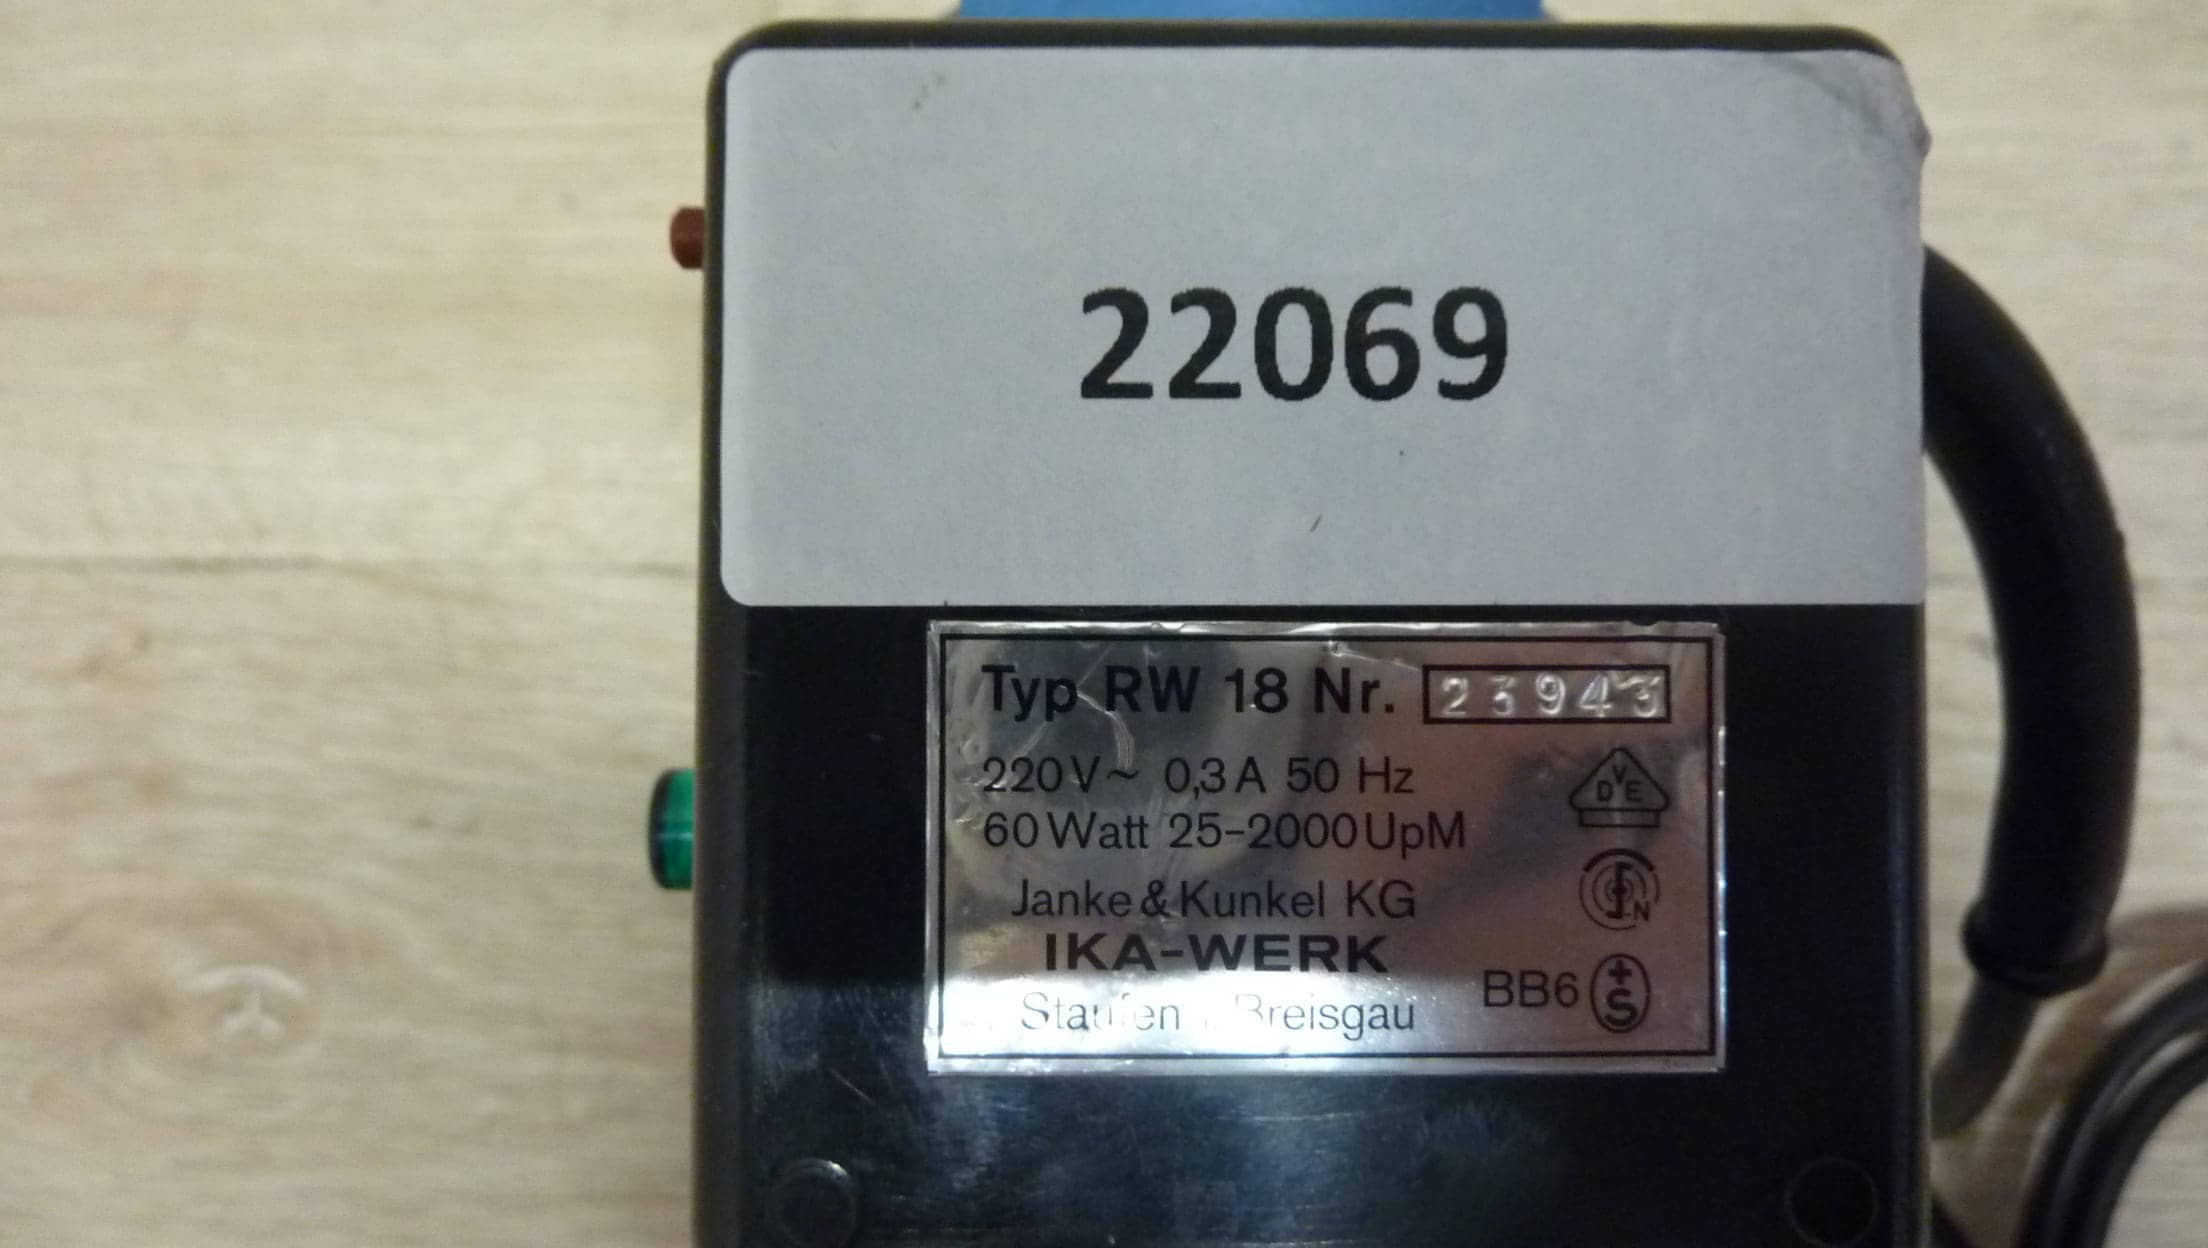 22069
Typ RW 18 Nr. 23943
220V~ 0,3A 50 Hz
60 Watt 25-2000 UpM
VDE
Janke & Kunkel KG
N
IKA-WERK
BB6 +S
Staufen i. Breisgau